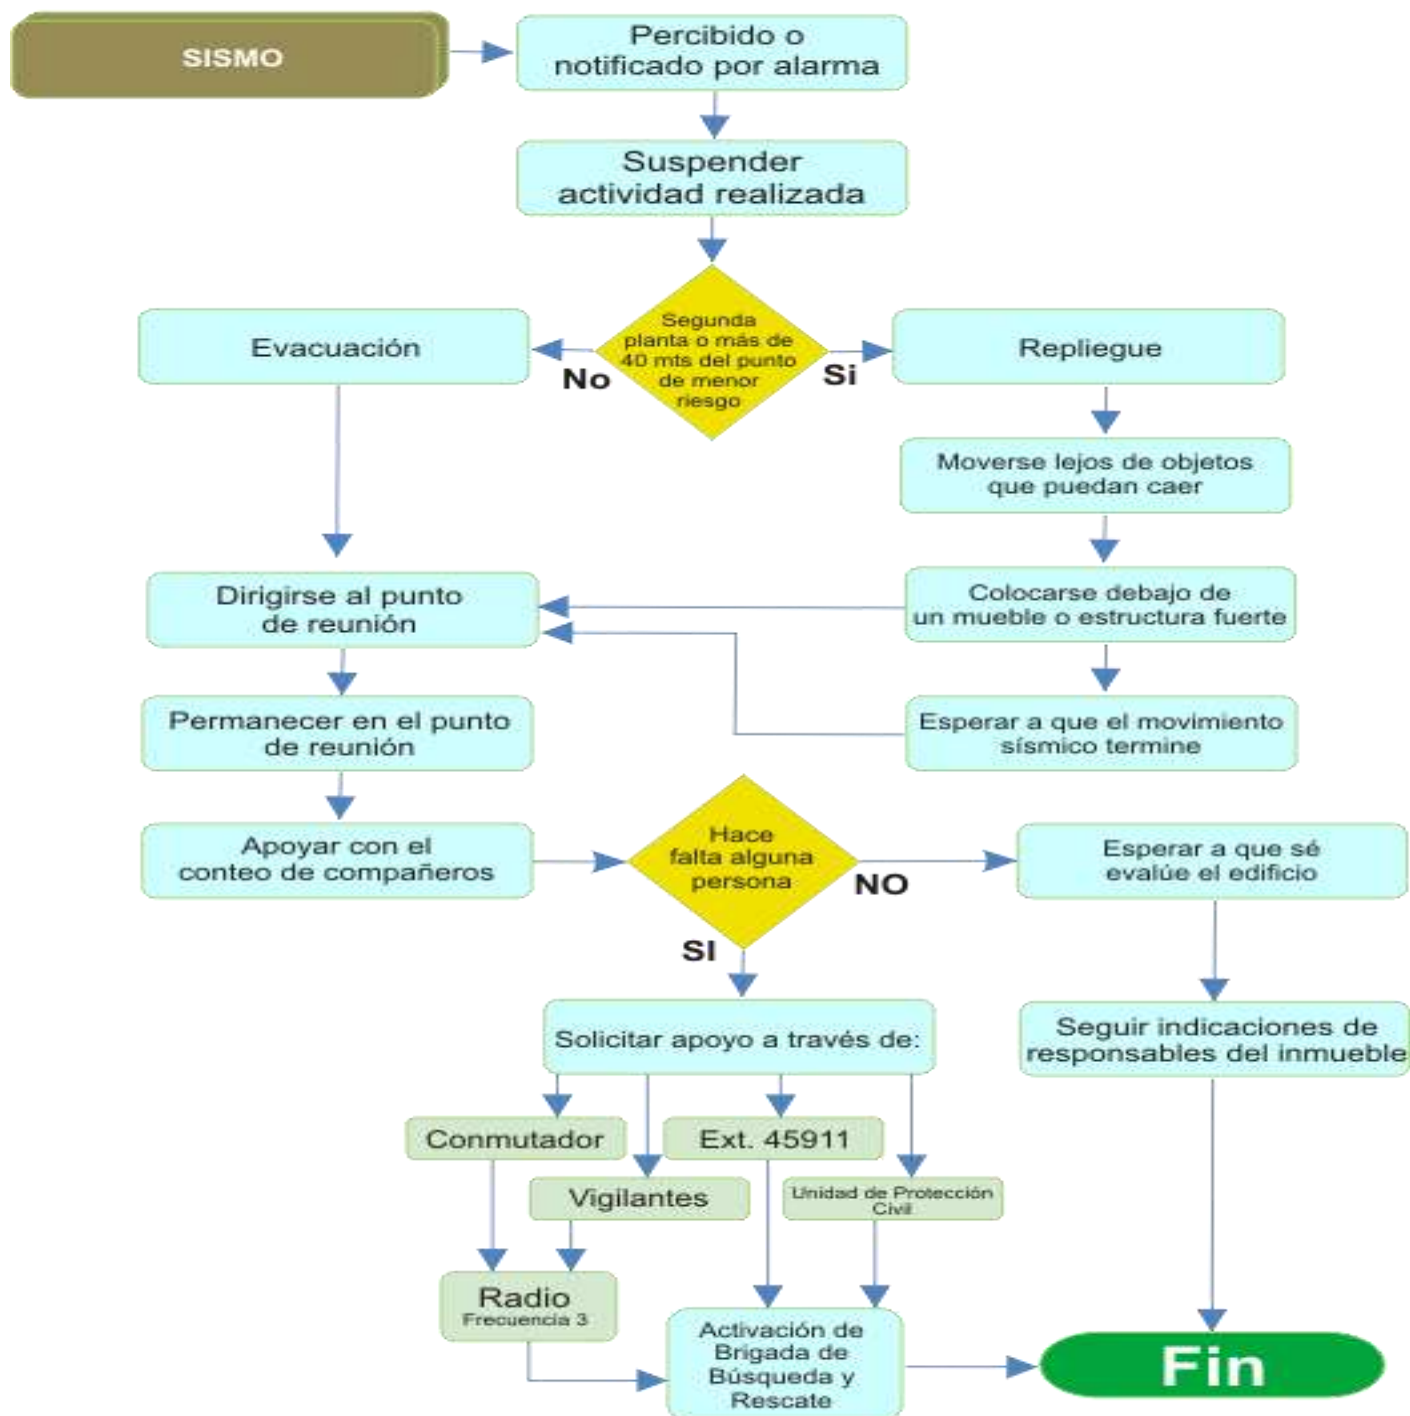 SISMO
Percibido o
notificado por alarma
Suspender
actividad realizada
Segunda
planta o más de
40 mts del punto
de menor
riesgo
No
Si
Evacuación
Repliegue
Moverse lejos de objetos
que puedan caer
Colocarse debajo de
un mueble o estructura fuerte
Esperar a que el movimiento
sísmico termine
Dirigirse al punto
de reunión
Permanecer en el punto
de reunión
Apoyar con el
conteo de compañeros
Hace
falta alguna
persona
NO
SI
Esperar a que sé
evalúe el edificio
Seguir indicaciones de
responsables del inmueble
Solicitar apoyo a través de:
Conmutador
Ext. 45911
Vigilantes
Unidad de Protección
Civil
Radio
Frecuencia 3
Activación de
Brigada de
Búsqueda y
Rescate
Fin